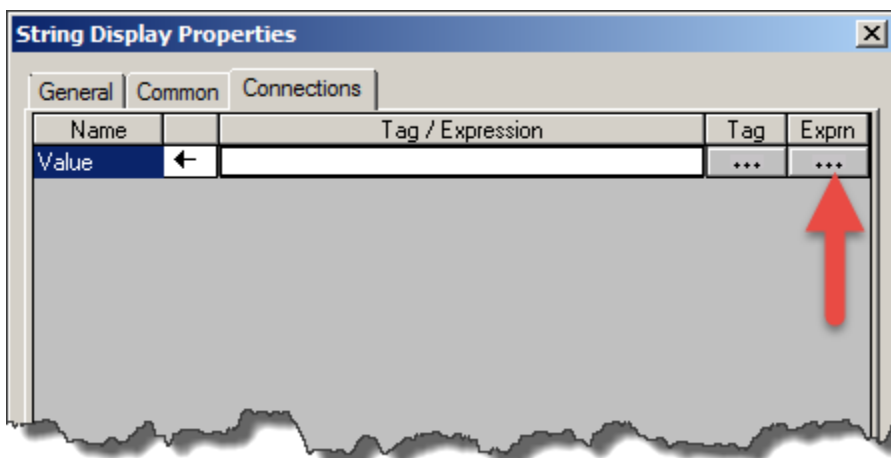 String Display Properties
General Common Connections
Name Tag / Expression Tag Exprn
Value ... ...